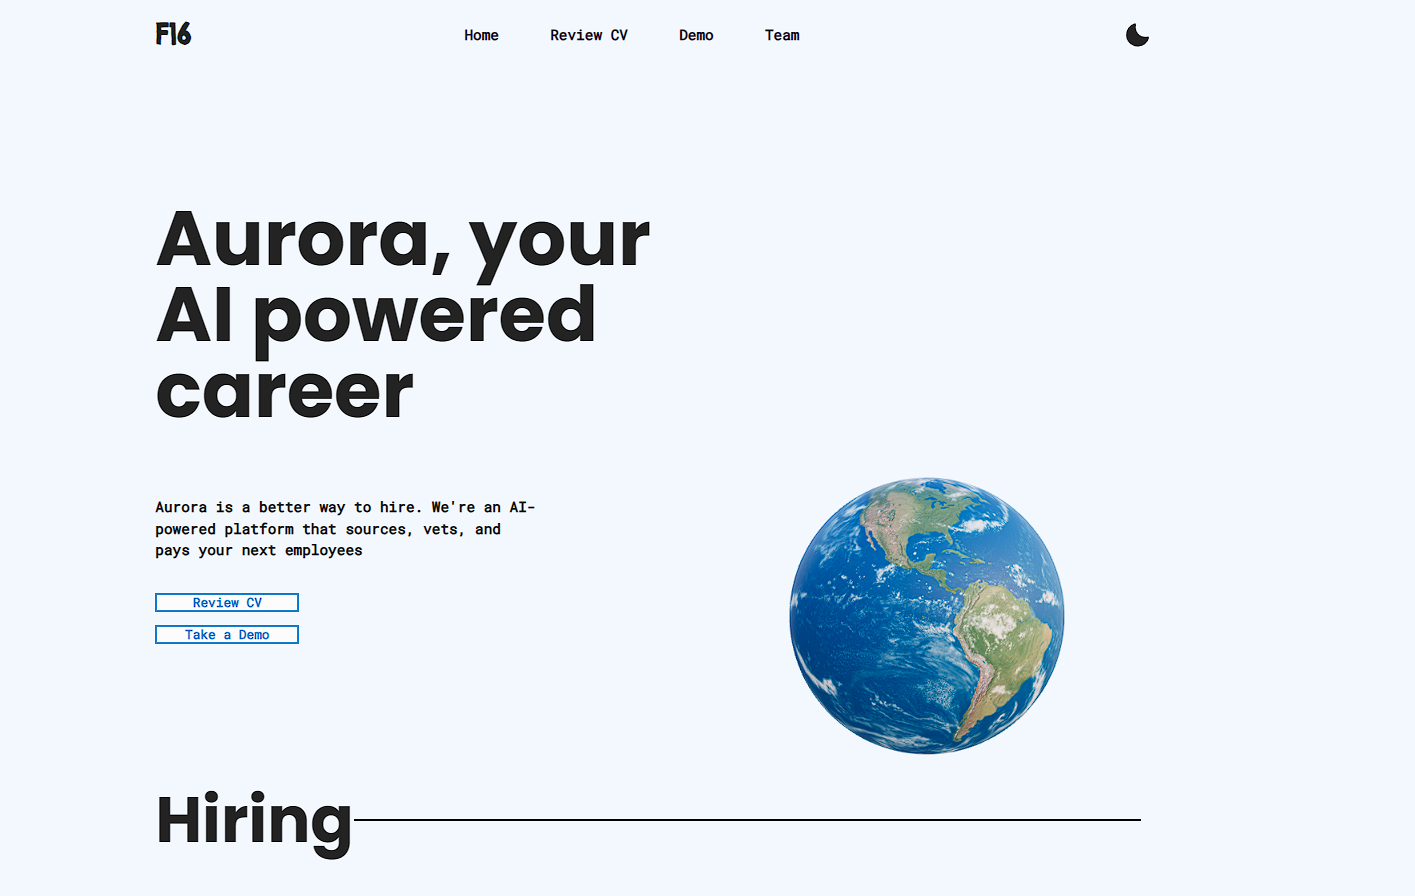 F16
Home
Review CV
Demo
Team
Aurora, your
AI powered
career
Aurora is a better way to hire. We're an AI-
powered platform that sources, vets, and
pays your next employees
Review CV
Take a Demo
Hiring